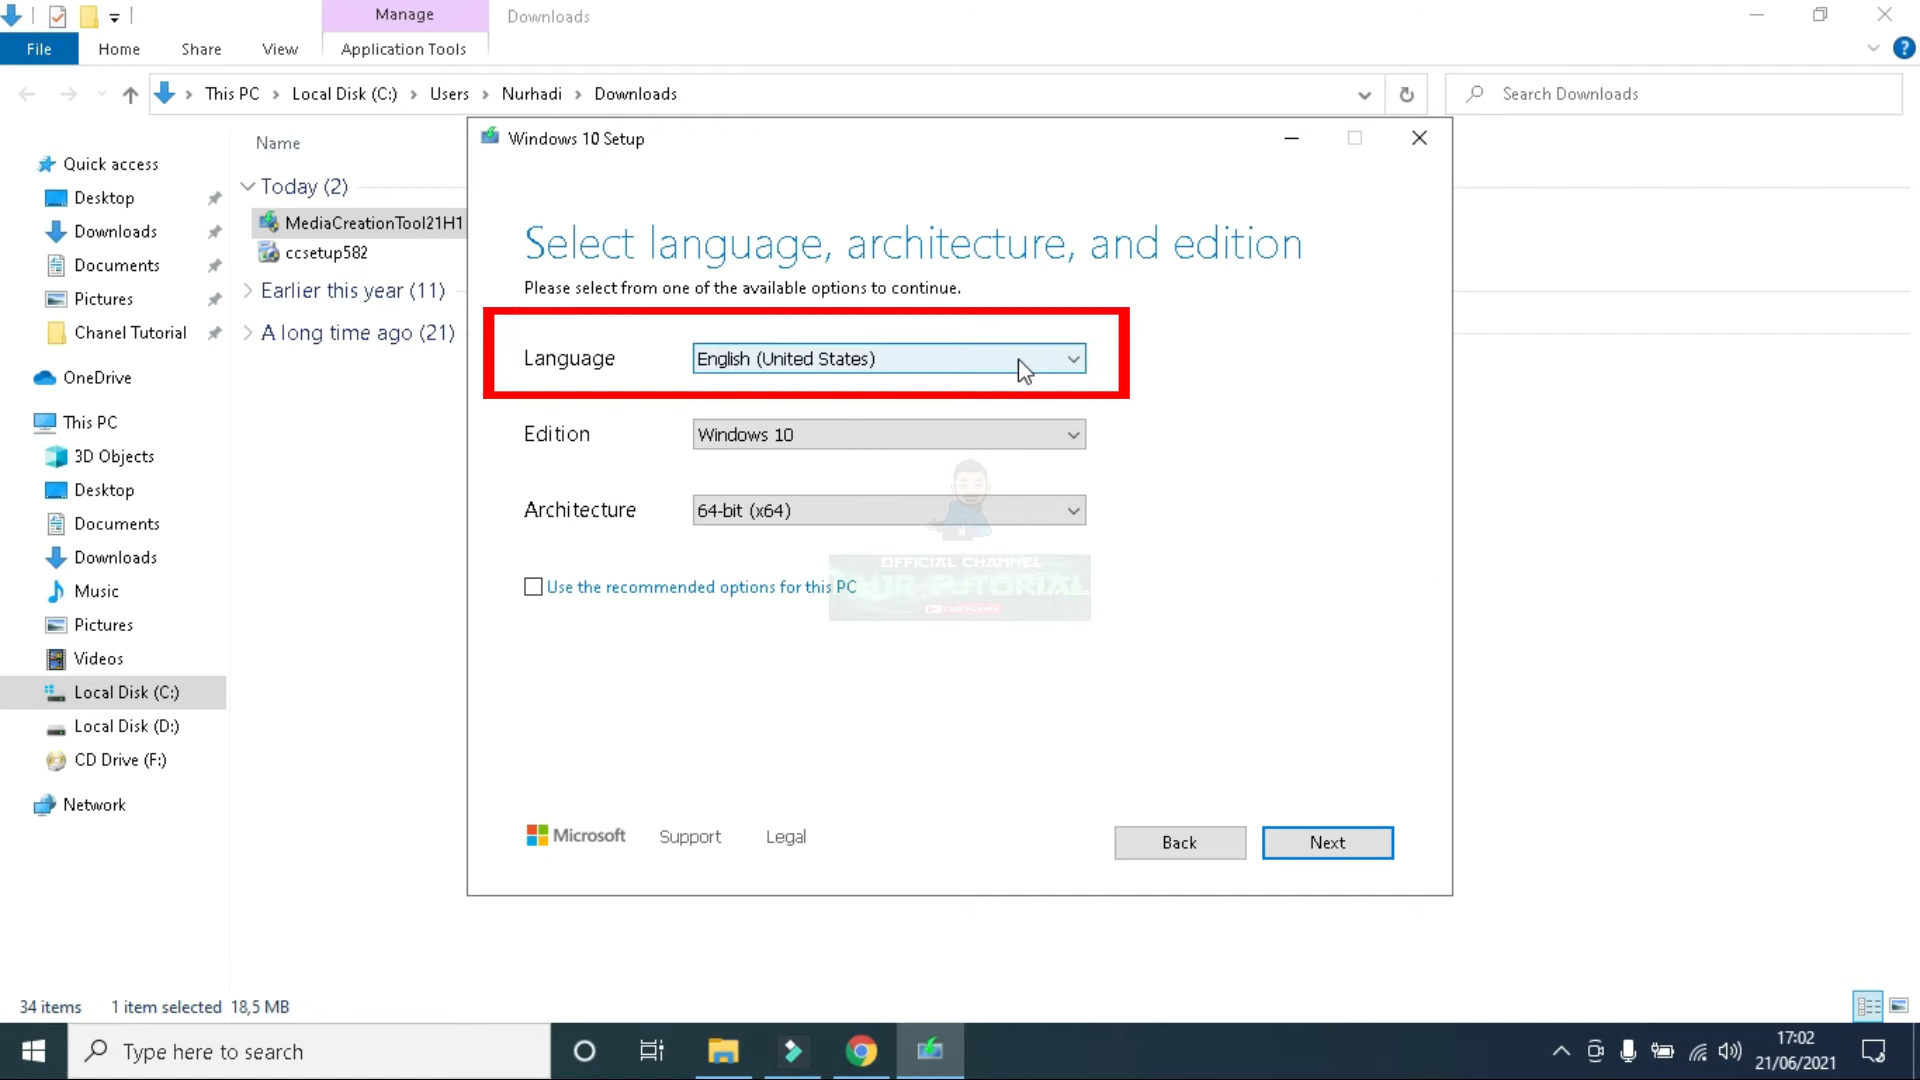 Manage
Downloads
File
Home
Share
View
Application Tools
This PC
Local Disk (C:)
Users
Nurhadi
Downloads
Search Downloads
Name
Quick access
Desktop
Downloads
Documents
Pictures
Chanel Tutorial
OneDrive
This PC
3D Objects
Desktop
Documents
Downloads
Music
Pictures
Videos
Local Disk (C:)
Local Disk (D:)
CD Drive (F:)
Network
Today (2)
MediaCreationTool21H1
ccsetup582
Earlier this year (11)
A long time ago (21)
Windows 10 Setup
Select language, architecture, and edition
Please select from one of the available options to continue.
Language
English (United States)
Edition
Windows 10
Architecture
64-bit (x64)
Use the recommended options for this PC
OFFICIAL CHANNEL
TUTORIAL
SUBSCRIBE
Microsoft
Support
Legal
Back
Next
34 items
1 item selected 18,5 MB
Type here to search
17:02
21/06/2021